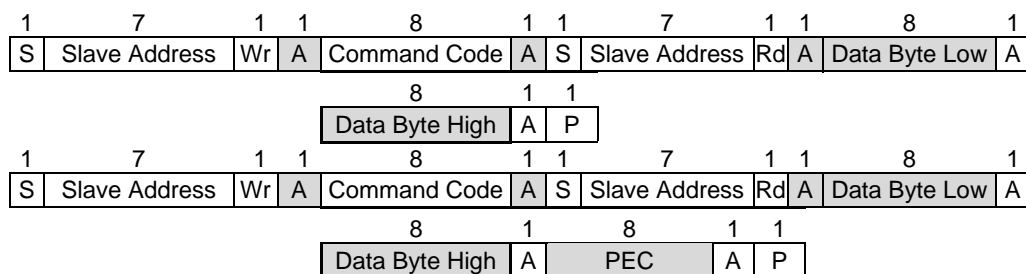 1 7 1 1 8 1 1 7 1 1 8 1
S Slave Address Wr A Command Code A S Slave Address Rd A Data Byte Low A
8 1 1
Data Byte High A P
1 7 1 1 8 1 1 7 1 1 8 1
S Slave Address Wr A Command Code A S Slave Address Rd A Data Byte Low A
8 1 8 1 1
Data Byte High A PEC A P